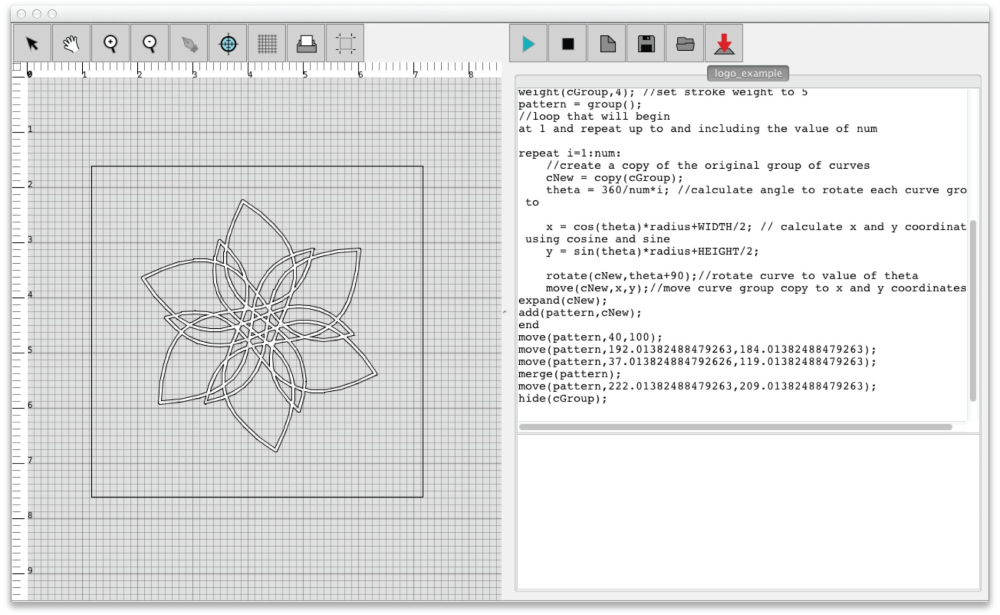 0 1 2 3 4 5 6 7 8
1
2
3
4
5
6
7
8
9
logo_example
weight(cGroup,4); //set stroke weight to 5
pattern = group();
//loop that will begin
at 1 and repeat up to and including the value of num
repeat i=1:num:
//create a copy of the original group of curves
cNew = copy(cGroup);
theta = 360/num*i; //calculate angle to rotate each curve gro
to
x = cos(theta)*radius+WIDTH/2; // calculate x and y coordinat
using cosine and sine
y = sin(theta)*radius+HEIGHT/2;
rotate(cNew,theta+90);//rotate curve to value of theta
move(cNew,x,y);//move curve group copy to x and y coordinates
expand(cNew);
add(pattern,cNew);
end
move(pattern,40,100);
move(pattern,192.01382488479263,184.01382488479263);
move(pattern,37.013824884792626,119.01382488479263);
merge(pattern);
move(pattern,222.01382488479263,209.01382488479263);
hide(cGroup);